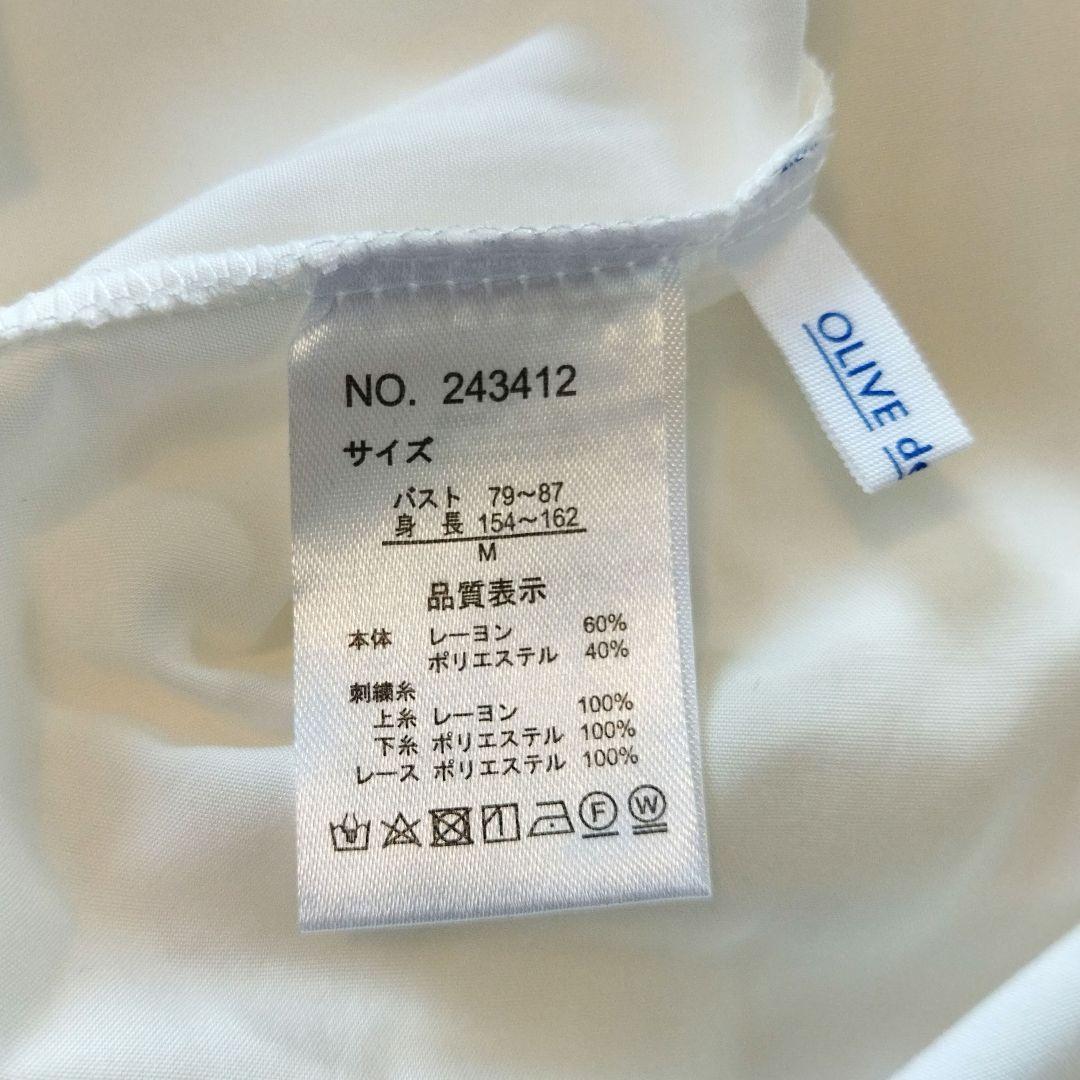 NO. 243412
サイズ
バスト 79～87
身 長 154～162
M
品質表示
本体 レーヨン 60%
ポリエステル 40%
刺繍糸
上糸 レーヨン 100%
下糸 ポリエステル 100%
レース ポリエステル 100%
F W
OLIVE